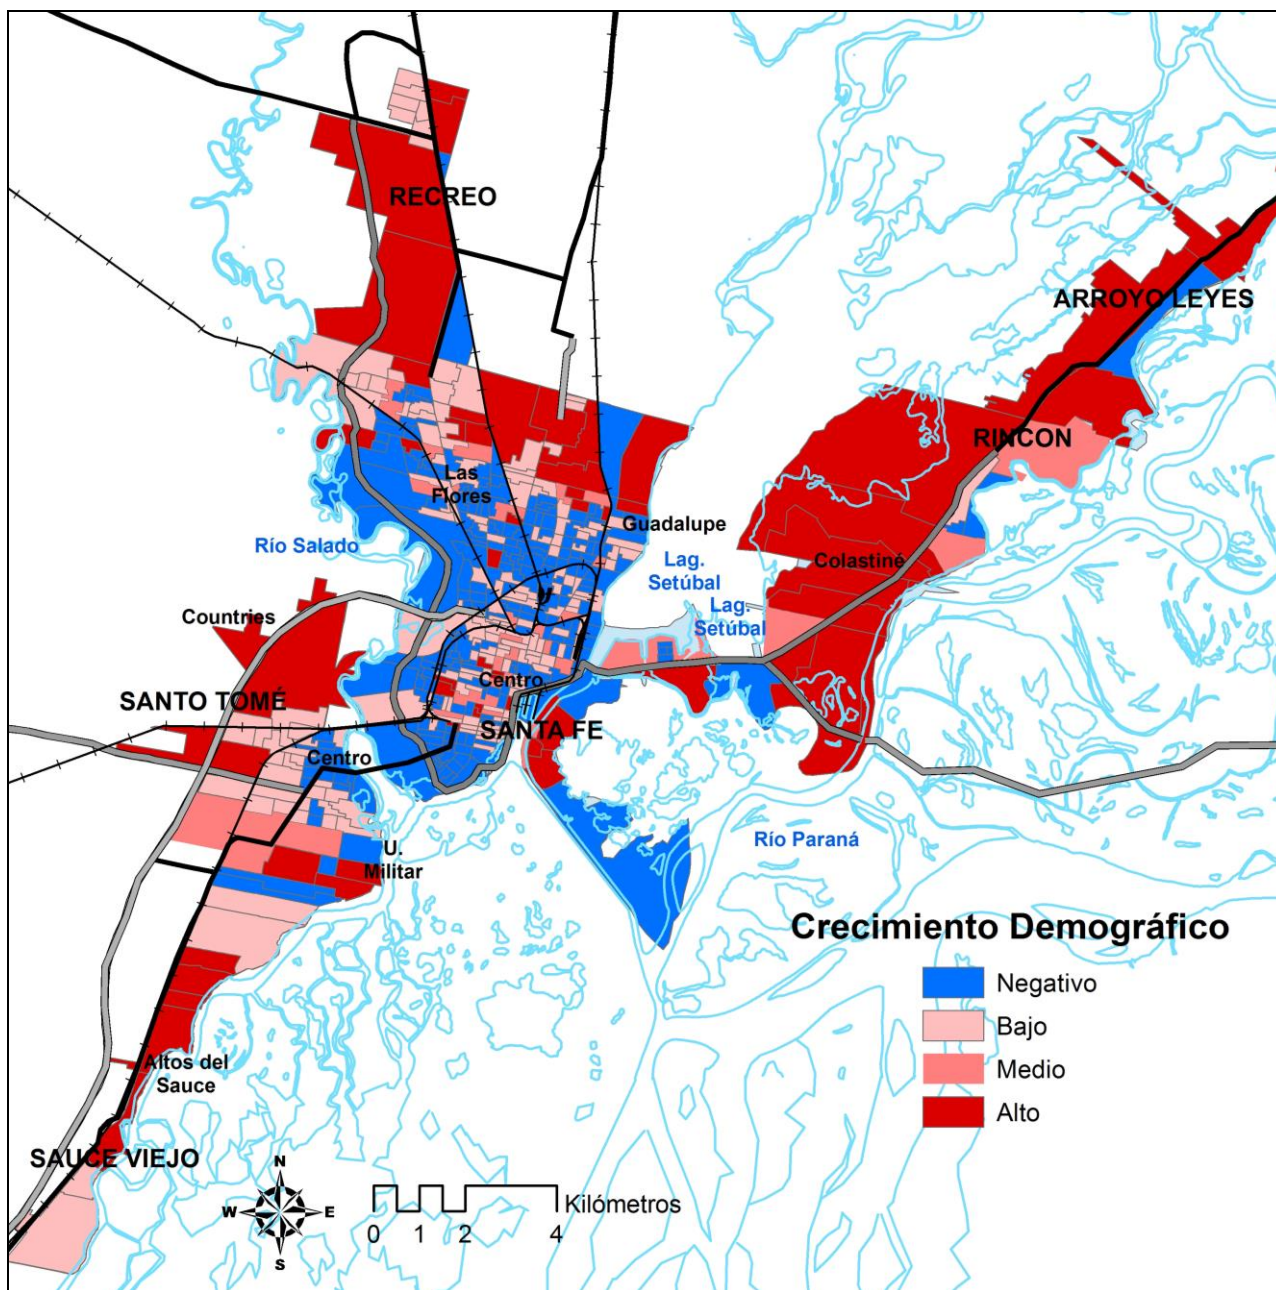 RECREO
ARROYO LEYES
RINCON
Las
Flores
Guadalupe
Río Salado
Lag.
Setúbal
Colastiné
Lag.
Setúbal
Countries
Centro
SANTO TOMÉ
SANTA FE
Centro
U.
Militar
Río Paraná
Crecimiento Demográfico
Negativo
Bajo
Medio
Alto
Altos del
Sauce
SAUCE VIEJO
N
W
E
S
Kilómetros
0 1 2 4